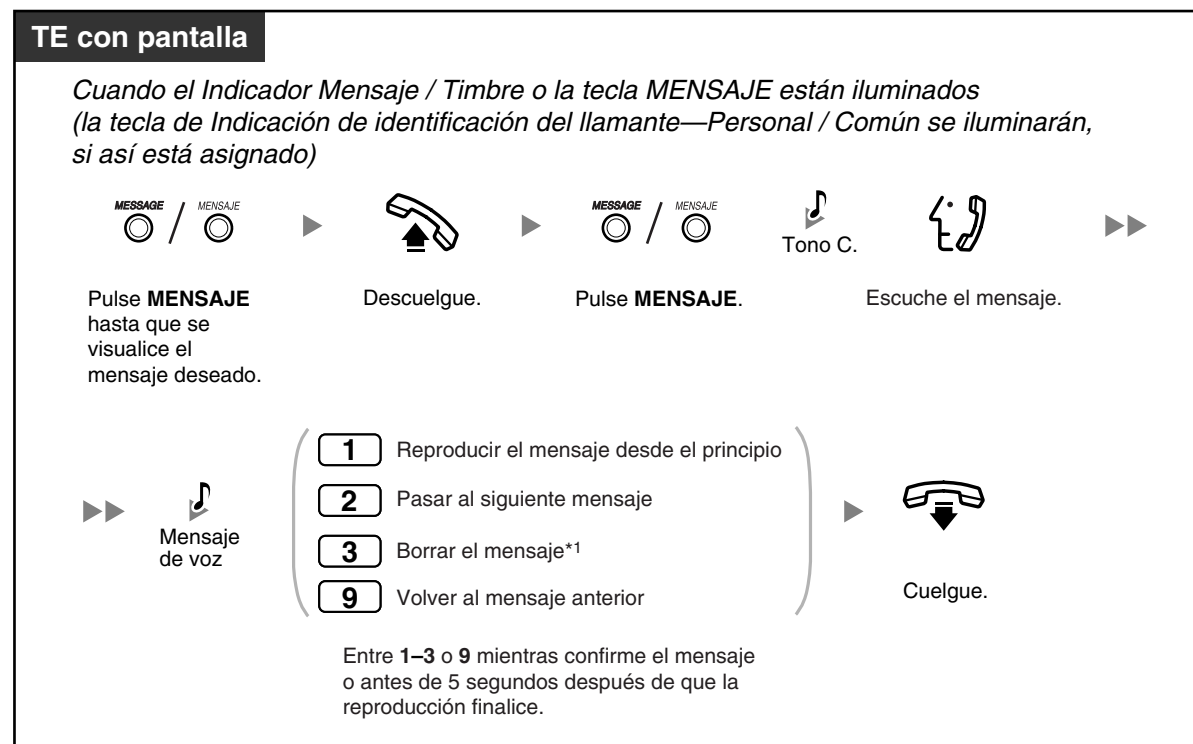 TE con pantalla
Cuando el Indicador Mensaje / Timbre o la tecla MENSAJE están iluminados
(la tecla de Indicación de identificación del llamante—Personal / Común se iluminarán,
si así está asignado)
MESSAGE / MENSAJE
MESSAGE / MENSAJE
Tono C.
Pulse MENSAJE
hasta que se
visualice el
mensaje deseado.
Descuelgue.
Pulse MENSAJE.
Escuche el mensaje.
Mensaje
de voz
1 Reproducir el mensaje desde el principio
2 Pasar al siguiente mensaje
3 Borrar el mensaje*1
9 Volver al mensaje anterior
Cuelgue.
Entre 1–3 o 9 mientras confirme el mensaje
o antes de 5 segundos después de que la
reproducción finalice.